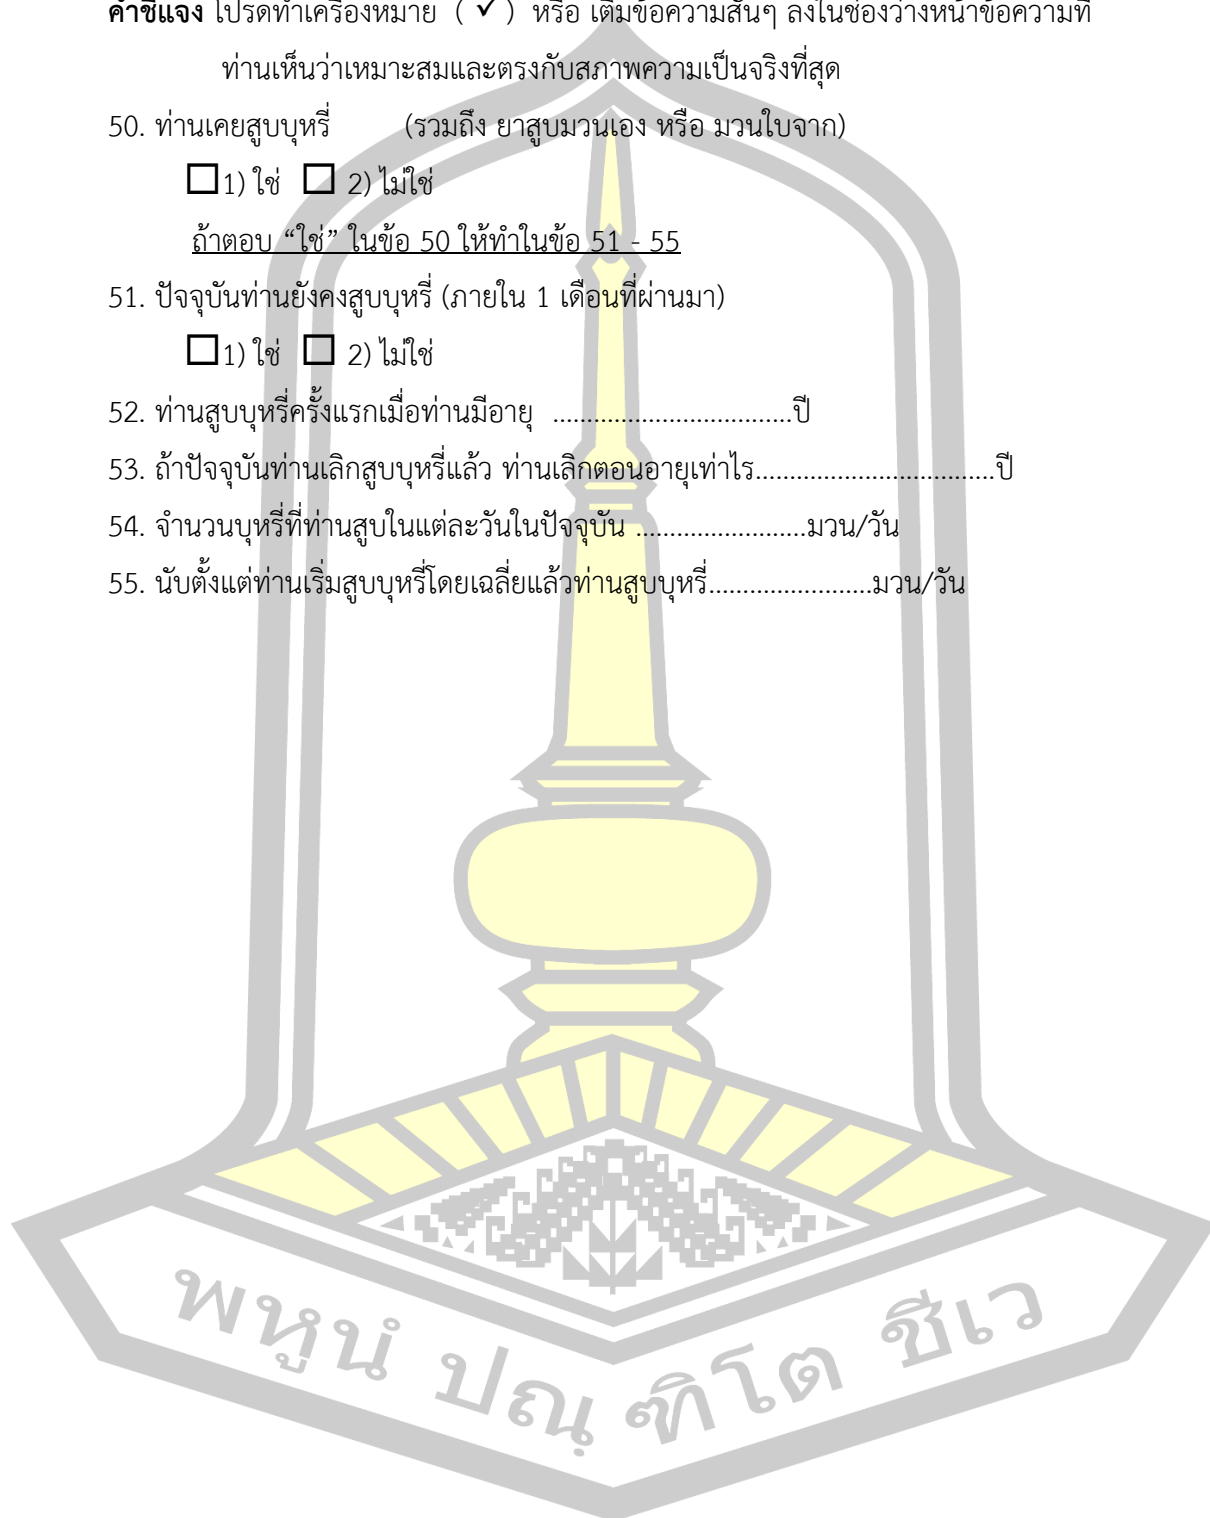 คำชี้แจง โปรดทำเครื่องหมาย ( ✓ ) หรือ เติมข้อความสั้นๆ ลงในช่องว่างหน้าข้อความที่
ท่านเห็นว่าเหมาะสมและตรงกับสภาพความเป็นจริงที่สุด
50. ท่านเคยสูบบุหรี่ (รวมถึง ยาสูบมวนเอง หรือ มวนใบจาก)
☐1) ใช่ ☐ 2) ไม่ใช่
ถ้าตอบ “ใช่” ในข้อ 50 ให้ทำในข้อ 51 - 55
51. ปัจจุบันท่านยังคงสูบบุหรี่ (ภายใน 1 เดือนที่ผ่านมา)
☐1) ใช่ ☐ 2) ไม่ใช่
52. ท่านสูบบุหรี่ครั้งแรกเมื่อท่านมีอายุ ...................................ปี
53. ถ้าปัจจุบันท่านเลิกสูบบุหรี่แล้ว ท่านเลิกตอนอายุเท่าไร...................................ปี
54. จำนวนบุหรี่ที่ท่านสูบในแต่ละวันในปัจจุบัน .........................มวน/วัน
55. นับตั้งแต่ท่านเริ่มสูบบุหรี่โดยเฉลี่ยแล้วท่านสูบบุหรี่........................มวน/วัน
พหูนํ ปณฺ ฑิโต ชีเว